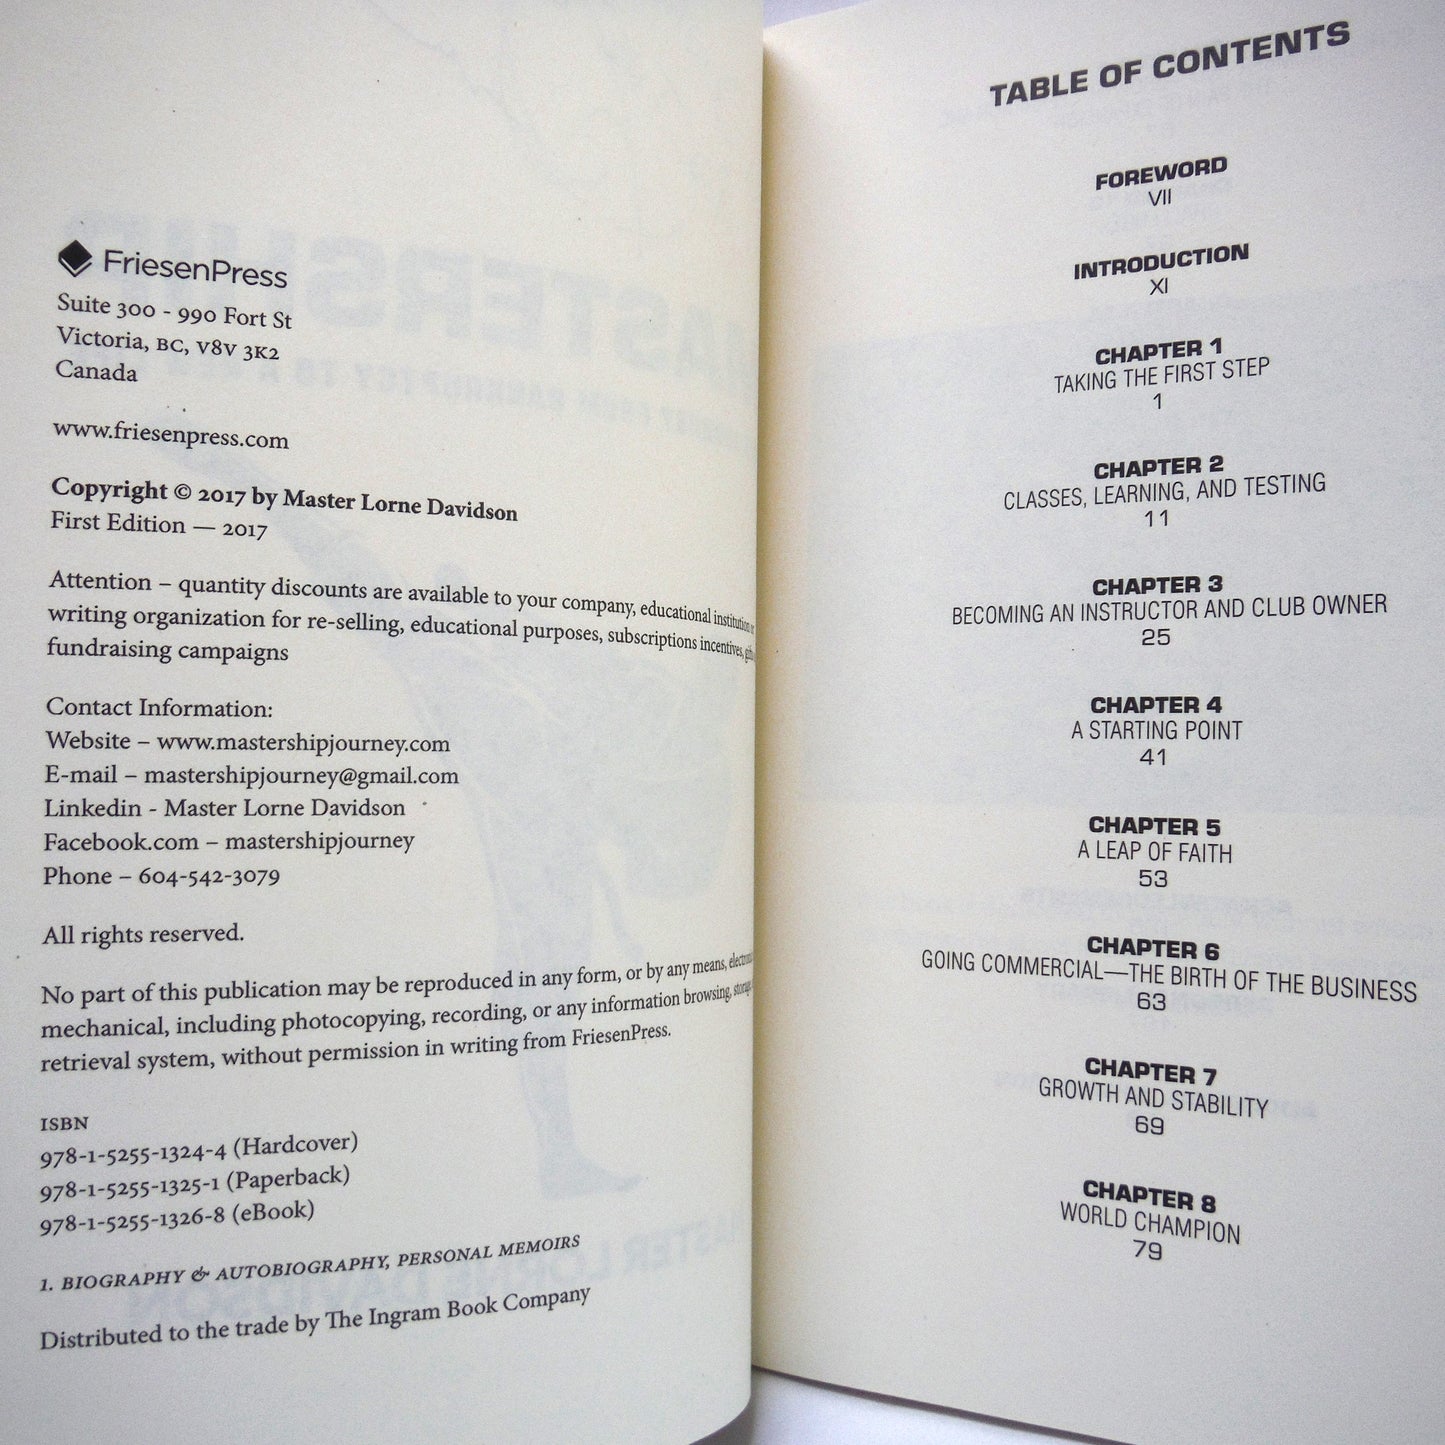 FriesenPress
Suite 300 - 990 Fort St
Victoria, BC, V8V 3K2
Canada
www.friesenpress.com
Copyright © 2017 by Master Lorne Davidson
First Edition — 2017
Attention – quantity discounts are available to your company, educational institution or
writing organization for re-selling, educational purposes, subscriptions incentives,
fundraising campaigns
Contact Information:
Website – www.mastershipjourney.com
E-mail – mastershipjourney@gmail.com
Linkedin - Master Lorne Davidson
Facebook.com – mastershipjourney
Phone – 604-542-3079
All rights reserved.
No part of this publication may be reproduced in any form, or by any means,
mechanical, including photocopying, recording, or any information browsing, storage,
retrieval system, without permission in writing from FriesenPress.
ISBN
978-1-5255-1324-4 (Hardcover)
978-1-5255-1325-1 (Paperback)
978-1-5255-1326-8 (eBook)
1. BIOGRAPHY & AUTOBIOGRAPHY, PERSONAL MEMOIRS
Distributed to the trade by The Ingram Book Company
TABLE OF CONTENTS
FOREWORD
VII
INTRODUCTION
XI
CHAPTER 1
TAKING THE FIRST STEP
1
CHAPTER 2
CLASSES, LEARNING, AND TESTING
11
CHAPTER 3
BECOMING AN INSTRUCTOR AND CLUB OWNER
25
CHAPTER 4
A STARTING POINT
41
CHAPTER 5
A LEAP OF FAITH
53
CHAPTER 6
GOING COMMERCIAL—THE BIRTH OF THE BUSINESS
63
CHAPTER 7
GROWTH AND STABILITY
69
CHAPTER 8
WORLD CHAMPION
79